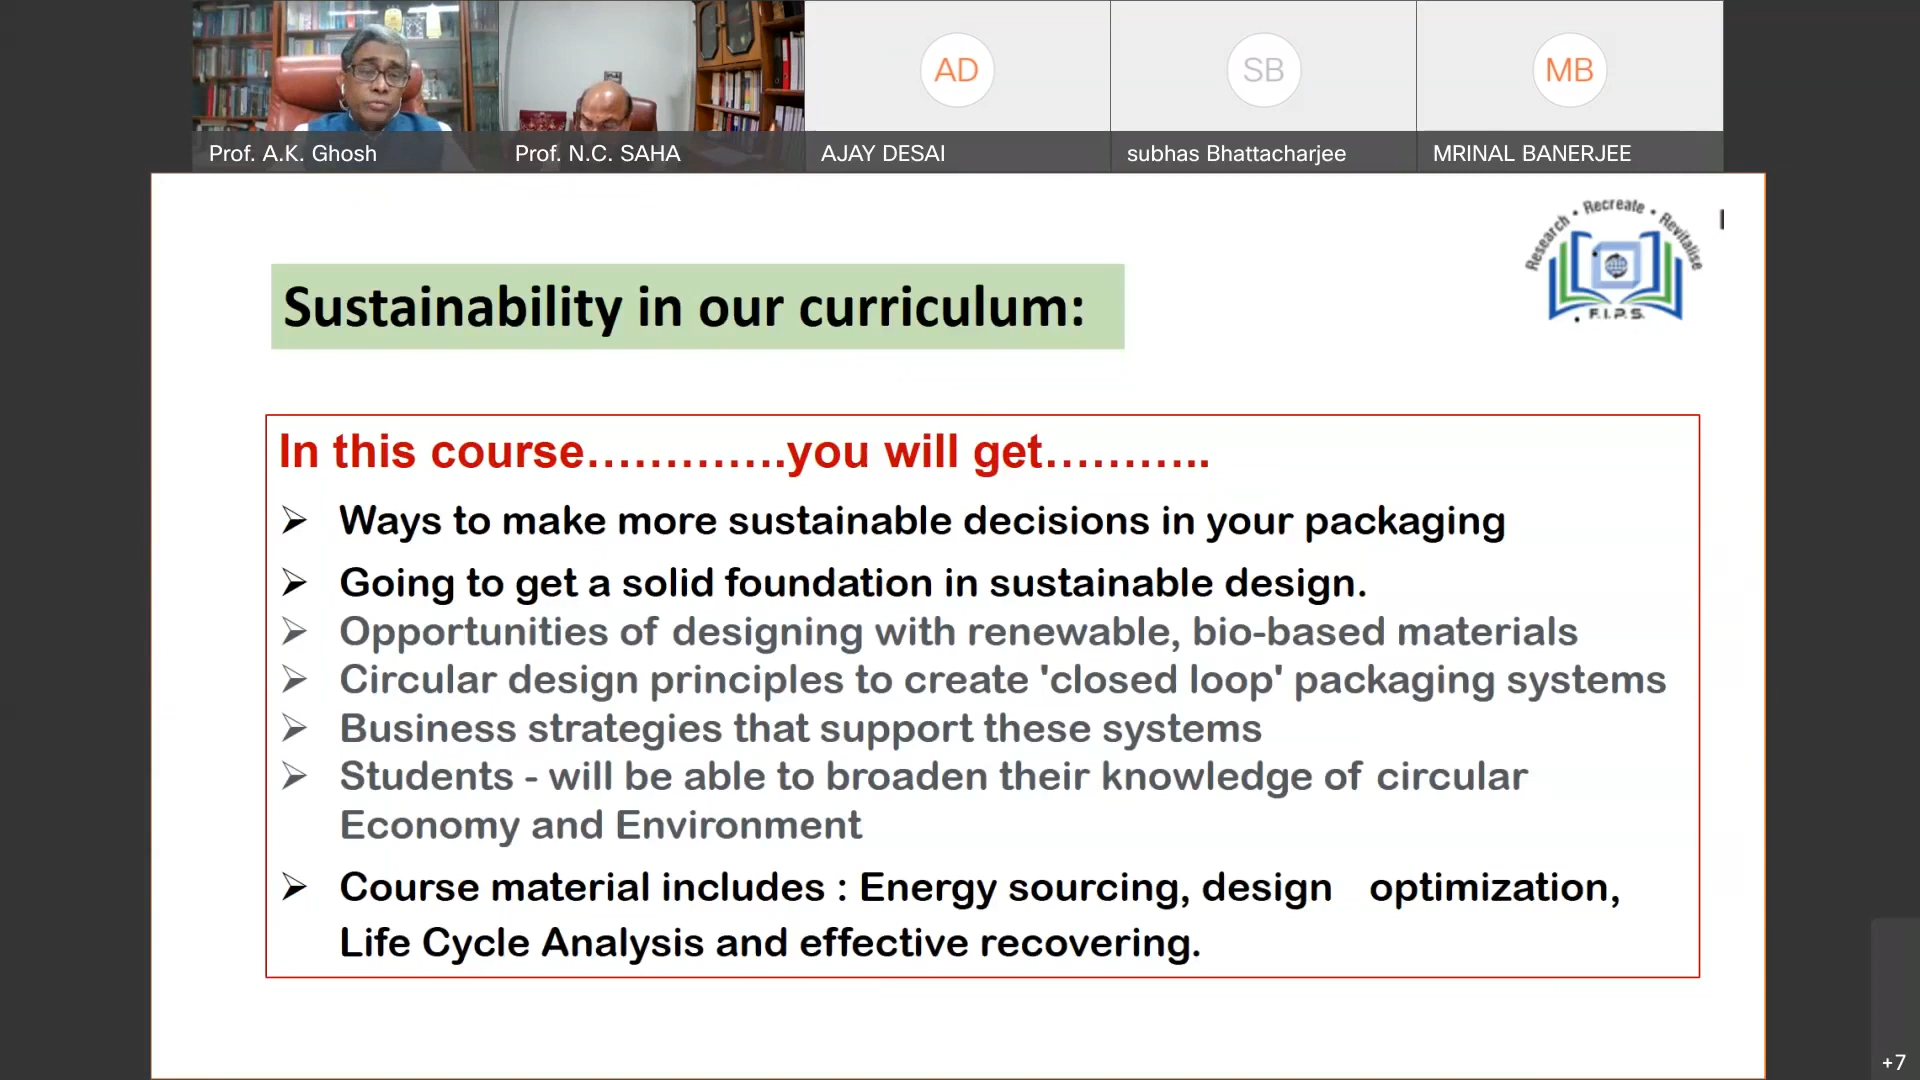 AD
SB
MB
Prof. A.K. Ghosh
Prof. N.C. SAHA
AJAY DESAI
subhas Bhattacharjee
MRINAL BANERJEE
Research • Recreate • Revitalise
F.I.P.S.
Sustainability in our curriculum:
In this course.............you will get...........
➢ Ways to make more sustainable decisions in your packaging
➢ Going to get a solid foundation in sustainable design.
➢ Opportunities of designing with renewable, bio-based materials
➢ Circular design principles to create 'closed loop' packaging systems
➢ Business strategies that support these systems
➢ Students - will be able to broaden their knowledge of circular
Economy and Environment
➢ Course material includes : Energy sourcing, design optimization,
Life Cycle Analysis and effective recovering.
+7